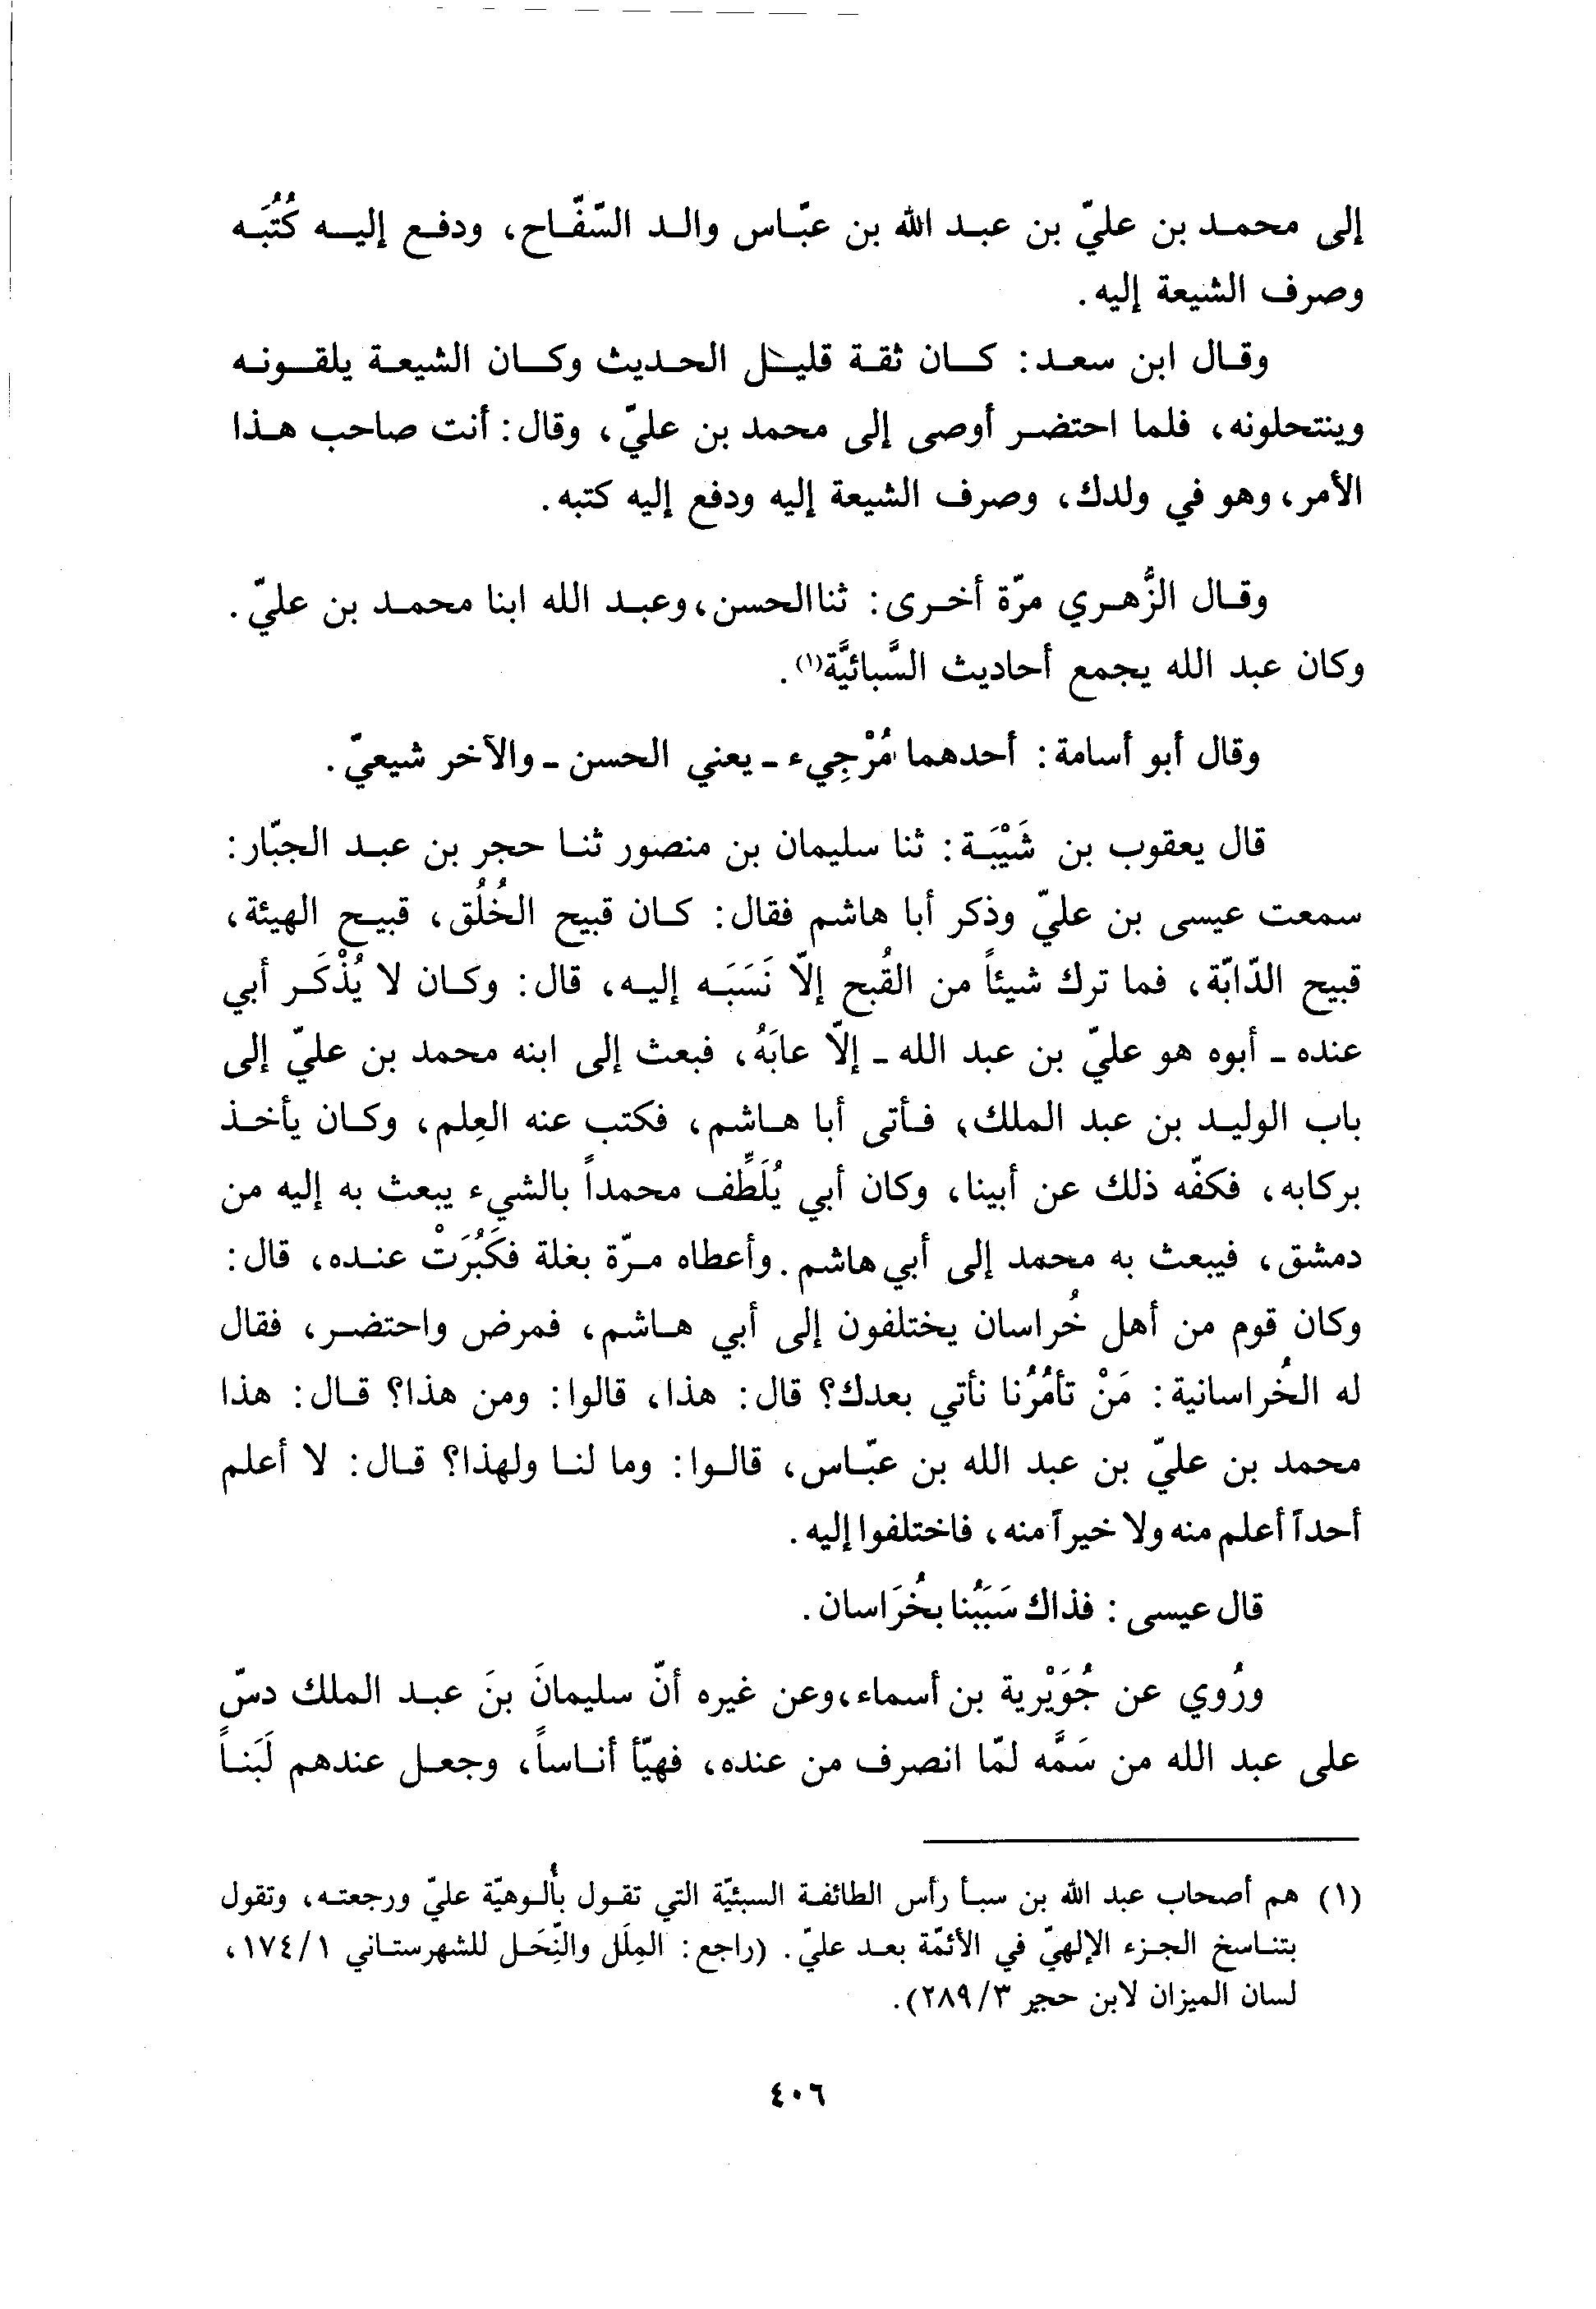 إلى محمد بن عليّ بن عبد الله بن عبّاس والد السّفّاح، ودفع إليه كُتُبَه
وصرف الشيعة إليه.
وقال ابن سعد: كان ثقة قليل الحديث وكان الشيعة يلقونه
وينتحلونه، فلما احتضر أوصى إلى محمد بن عليّ، وقال: أنت صاحب هذا
الأمر، وهو في ولدك، وصرف الشيعة إليه ودفع إليه كتبه.
وقال الزُّهري مرّة أخرى: ثنا الحسن، وعبد الله ابنا محمد بن عليّ.
وكان عبد الله يجمع أحاديث السَّبائيَّة(١).
وقال أبو أسامة: أحدهما مُرْجِيء - يعني الحسن - والآخر شيعيّ.
قال يعقوب بن شَيْبَة: ثنا سليمان بن منصور ثنا حجر بن عبد الجبّار:
سمعت عيسى بن عليّ وذكر أبا هاشم فقال: كان قبيح الخُلُق، قبيح الهيئة،
قبيح الدّابّة، فما ترك شيئاً من القُبح إلّا نَسَبَه إليه، قال: وكان لا يُذْكَر أبي
عنده - أبوه هو عليّ بن عبد الله - إلّا عابَهُ، فبعث إلى ابنه محمد بن عليّ إلى
باب الوليد بن عبد الملك، فأتى أبا هاشم، فكتب عنه العِلم، وكان يأخذ
بركابه، فكفّه ذلك عن أبينا، وكان أبي يُلَطِّف محمداً بالشيء يبعث به إليه من
دمشق، فيبعث به محمد إلى أبي هاشم. وأعطاه مرّة بغلة فكَبُرَتْ عنده، قال:
وكان قوم من أهل خُراسان يختلفون إلى أبي هاشم، فمرض واحتضر، فقال
له الخُراسانية: مَنْ تأمُرُنا نأتي بعدك؟ قال: هذا، قالوا: ومن هذا؟ قال: هذا
محمد بن عليّ بن عبد الله بن عبّاس، قالوا: وما لنا ولهذا؟ قال: لا أعلم
أحداً أعلم منه ولا خيراً منه، فاختلفوا إليه.
قال عيسى: فذاك سَبَبُنا بخُرَاسان.
ورُوي عن جُوَيْرية بن أسماء، وعن غيره أنّ سليمانَ بنَ عبد الملك دسّ
على عبد الله من سَمَّه لمّا انصرف من عنده، فهيّأ أناساً، وجعل عندهم لَبَناً
(١) هم أصحاب عبد الله بن سبأ رأس الطائفة السبئيّة التي تقول بأُلوهيّة عليّ ورجعته، وتقول
بتناسخ الجزء الإلهيّ في الأئمّة بعد عليّ. (راجع: المِلَل والنِّحَل للشهرستاني ١/١٧٤،
لسان الميزان لابن حجر ٣/٢٨٩).
٤٠٦